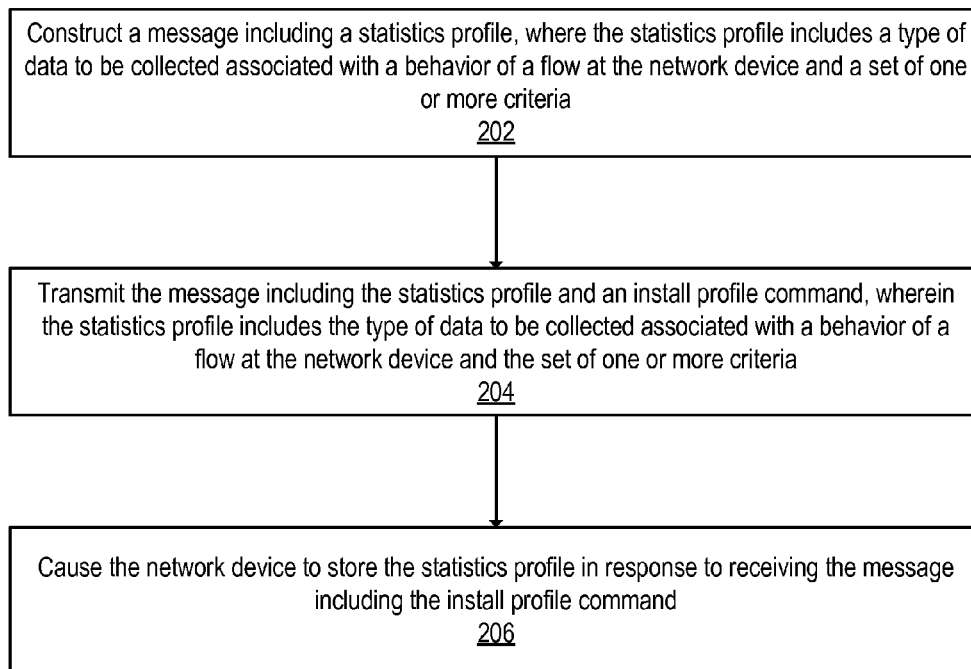 Construct a message including a statistics profile, where the statistics profile includes a type of
data to be collected associated with a behavior of a flow at the network device and a set of one
or more criteria
202
Transmit the message including the statistics profile and an install profile command, wherein
the statistics profile includes the type of data to be collected associated with a behavior of a
flow at the network device and the set of one or more criteria
204
Cause the network device to store the statistics profile in response to receiving the message
including the install profile command
206